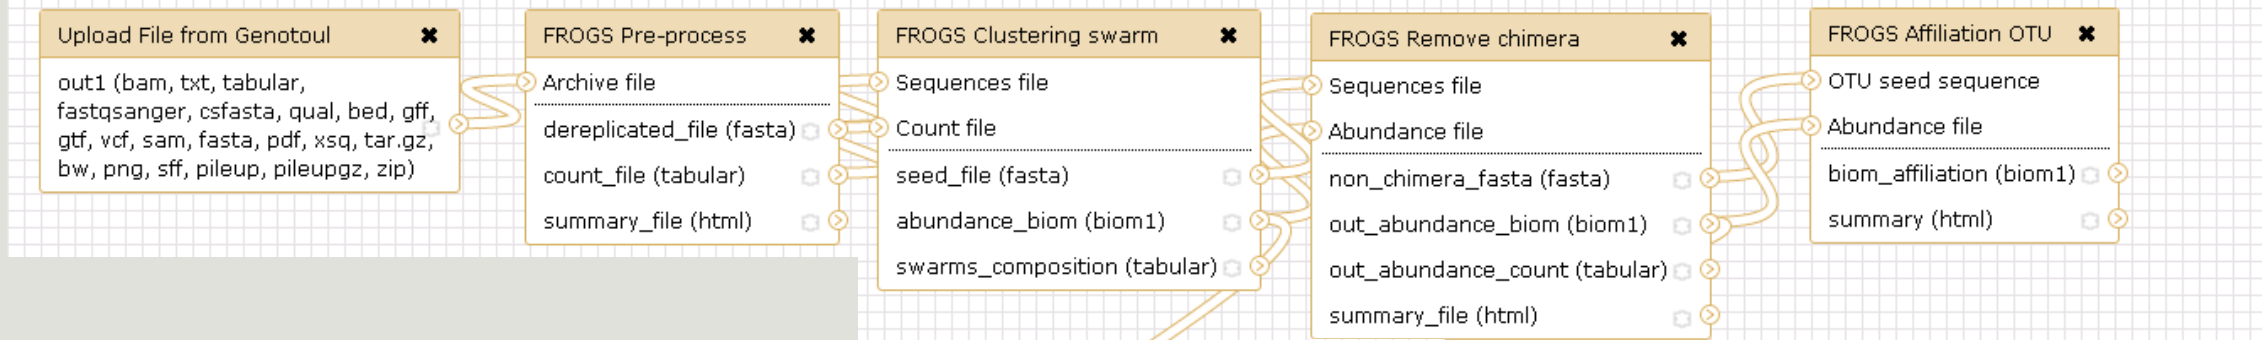 Upload File from Genotoul
out1 (bam, txt, tabular,
fastqsanger, csfasta, qual, bed, gff,
gtf, vcf, sam, fasta, pdf, xsq, tar.gz,
bw, png, sff, pileup, pileupgz, zip)
FROGS Pre-process
Archive file
dereplicated_file (fasta)
count_file (tabular)
summary_file (html)
FROGS Clustering swarm
Sequences file
Count file
seed_file (fasta)
abundance_biom (biom1)
swarms_composition (tabular)
FROGS Remove chimera
Sequences file
Abundance file
non_chimera_fasta (fasta)
out_abundance_biom (biom1)
out_abundance_count (tabular)
summary_file (html)
FROGS Affiliation OTU
OTU seed sequence
Abundance file
biom_affiliation (biom1)
summary (html)